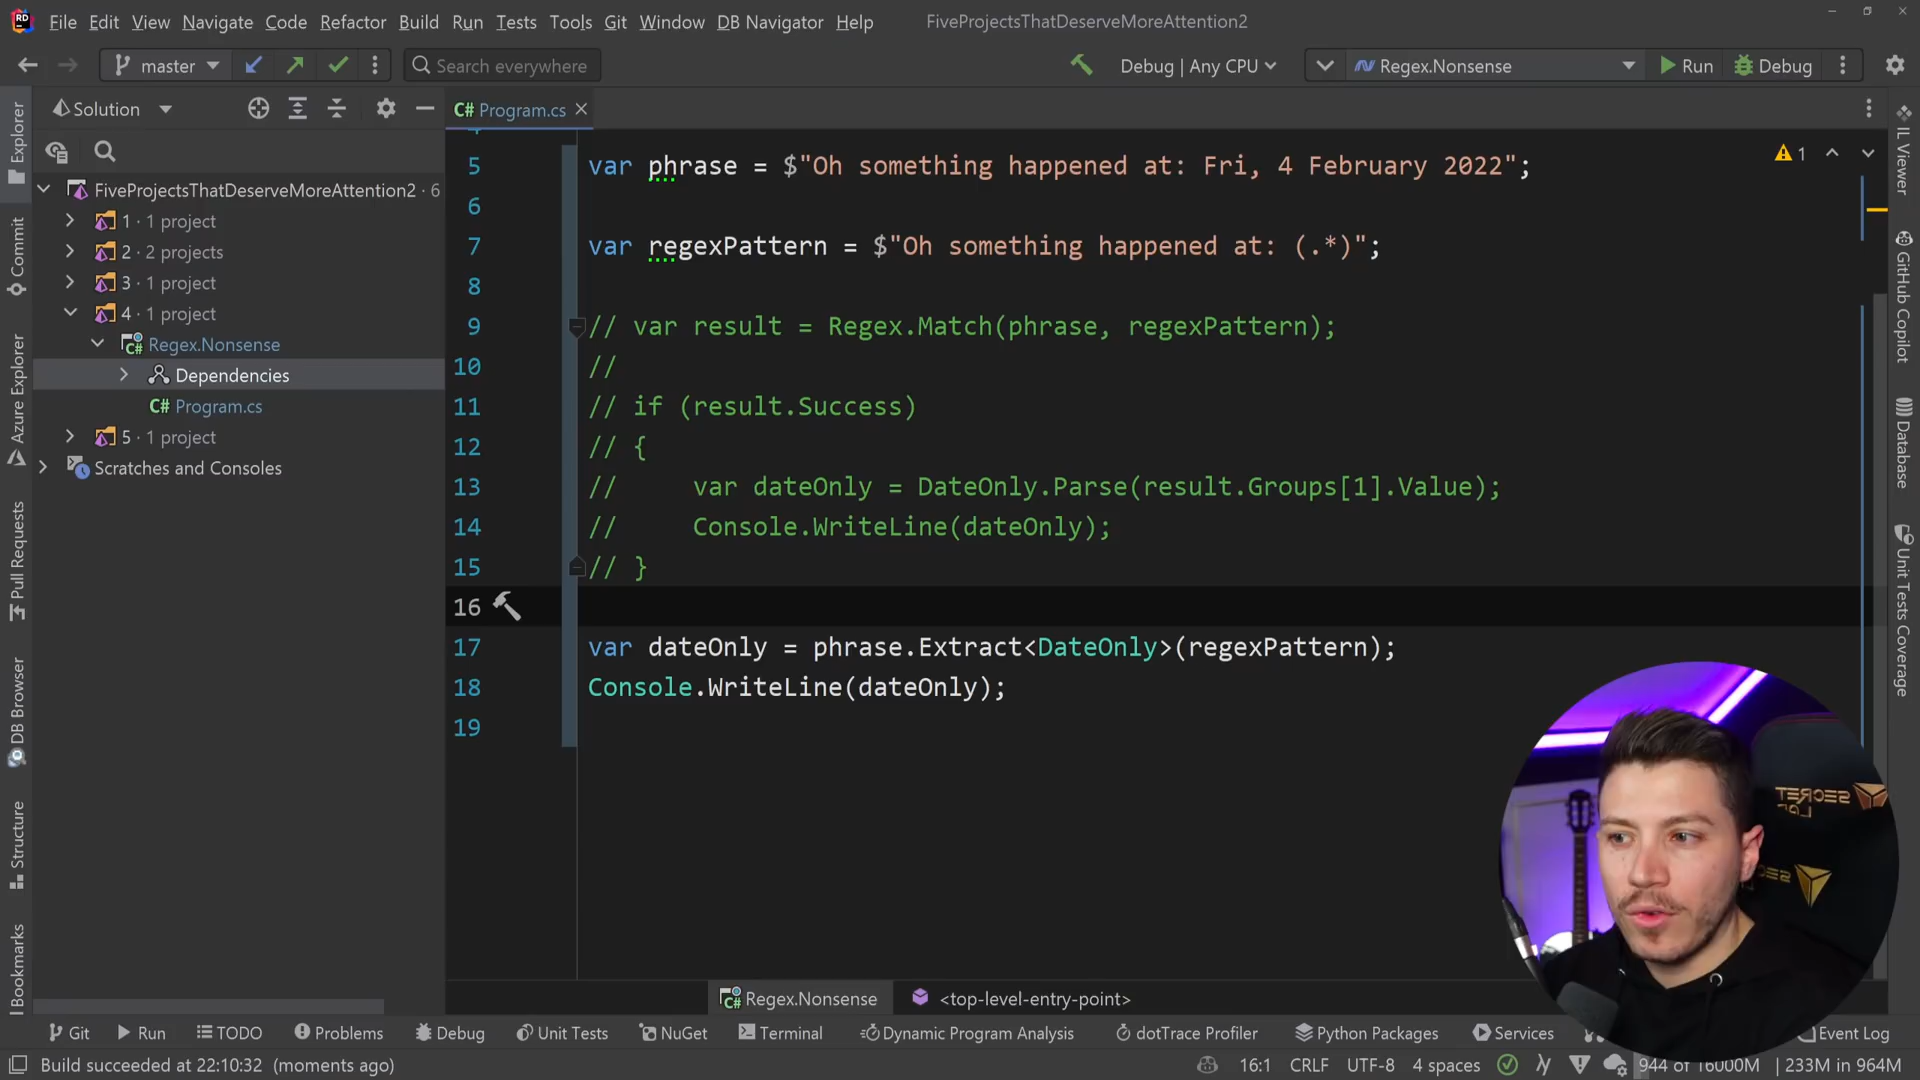 File Edit View Navigate Code Refactor Build Run Tests Tools Git Window DB Navigator Help FiveProjectsThatDeserveMoreAttention2
master Search everywhere Debug | Any CPU Regex.Nonsense Run Debug
Solution
C# Program.cs
FiveProjectsThatDeserveMoreAttention2 · 6
1 · 1 project
2 · 2 projects
3 · 1 project
4 · 1 project
C# Regex.Nonsense
Dependencies
C# Program.cs
5 · 1 project
Scratches and Consoles
Explorer
Commit
Azure Explorer
Pull Requests
DB Browser
Structure
Bookmarks
1
5 var phrase = $"Oh something happened at: Fri, 4 February 2022";
6
7 var regexPattern = $"Oh something happened at: (.*)";
8
9 // var result = Regex.Match(phrase, regexPattern);
10 //
11 // if (result.Success)
12 // {
13 //     var dateOnly = DateOnly.Parse(result.Groups[1].Value);
14 //     Console.WriteLine(dateOnly);
15 // }
16
17 var dateOnly = phrase.Extract<DateOnly>(regexPattern);
18 Console.WriteLine(dateOnly);
19
IL Viewer
GitHub Copilot
Database
Unit Tests Coverage
SECRET
C# Regex.Nonsense <top-level-entry-point>
Git Run TODO Problems Debug Unit Tests NuGet Terminal Dynamic Program Analysis dotTrace Profiler Python Packages Services Event Log
Build succeeded at 22:10:32 (moments ago) 16:1 CRLF UTF-8 4 spaces 944 of 16000M 233M in 964M